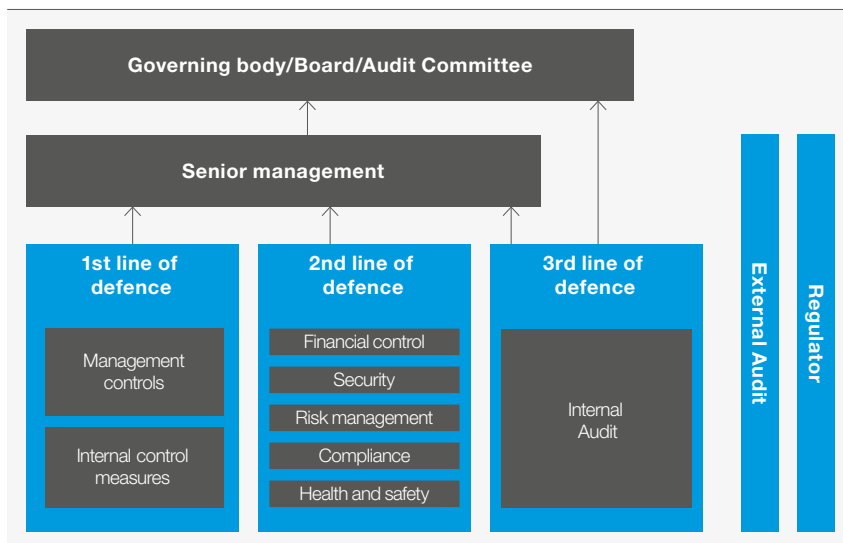 Governing body/Board/Audit Committee
Senior management
1st line of
defence
Management
controls
Internal control
measures
2nd line of
defence
Financial control
Security
Risk management
Compliance
Health and safety
3rd line of
defence
Internal
Audit
External Audit
Regulator